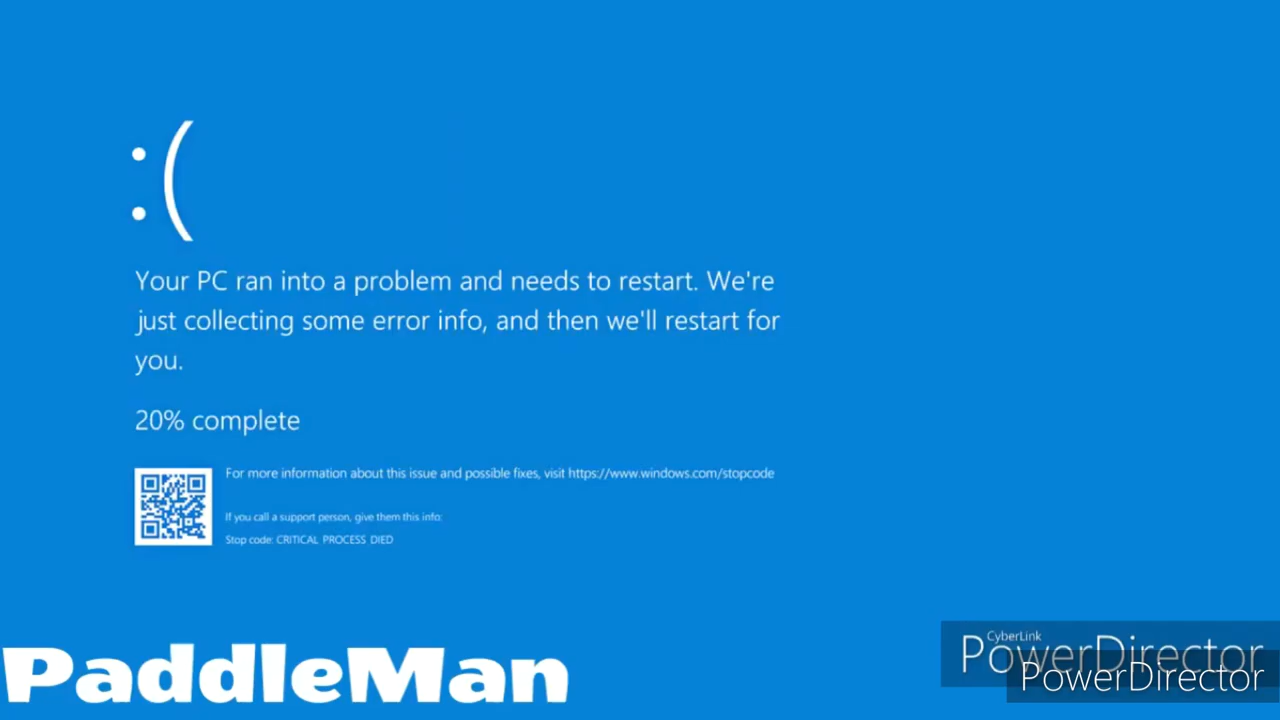 :(
Your PC ran into a problem and needs to restart. We're
just collecting some error info, and then we'll restart for
you.
20% complete
For more information about this issue and possible fixes, visit https://www.windows.com/stopcode
If you call a support person, give them this info:
Stop code: CRITICAL PROCESS DIED
PaddleMan
CyberLink
PowerDirector
PowerDirector